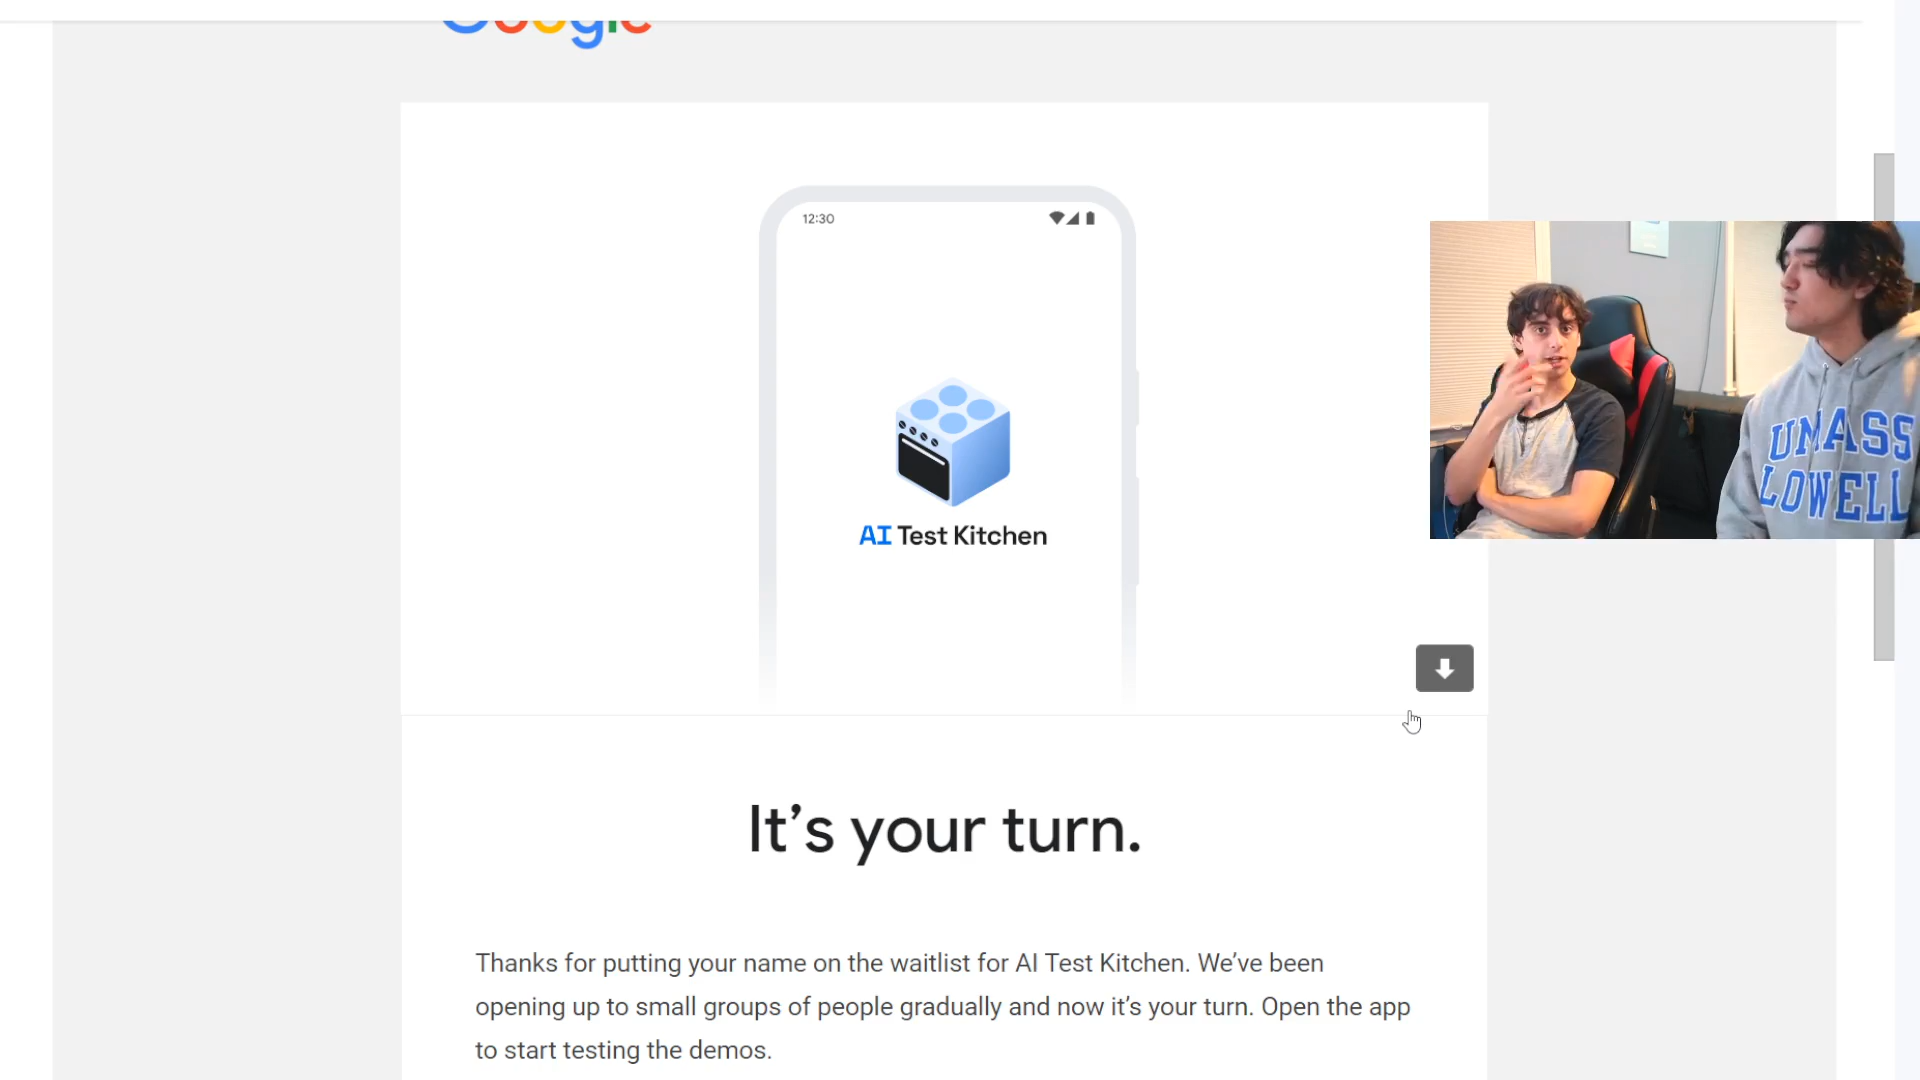 Google
12:30
AI Test Kitchen
UMASS
LOWELL
It's your turn.
Thanks for putting your name on the waitlist for AI Test Kitchen. We've been
opening up to small groups of people gradually and now it's your turn. Open the app
to start testing the demos.